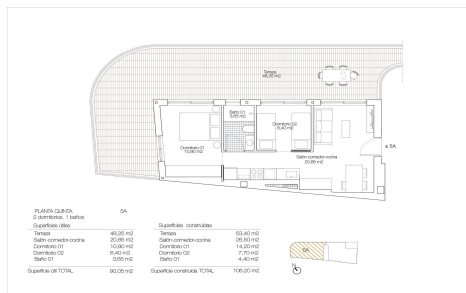 Terraza
48,25 m2
Baño 01
3,65 m2
Dormitorio 02
6,40 m2
Dormitorio 01
10,90 m2
Salón-comedor-cocina
20,85 m2
5A
PLANTA QUINTA 5A
2 dormitorios, 1 baños
Superficies útiles: Superficies construidas:
Terraza 48,25 m2 Terraza 53,40 m2
Salón-comedor-cocina 20,85 m2 Salón-comedor-cocina 26,50 m2
Dormitorio 01 10,90 m2 Dormitorio 01 14,20 m2
Dormitorio 02 6,40 m2 Dormitorio 02 7,70 m2
Baño 01 3,65 m2 Baño 01 4,40 m2
Superficie útil TOTAL 90,05 m2 Superficie construida TOTAL 106,20 m2
5A
N